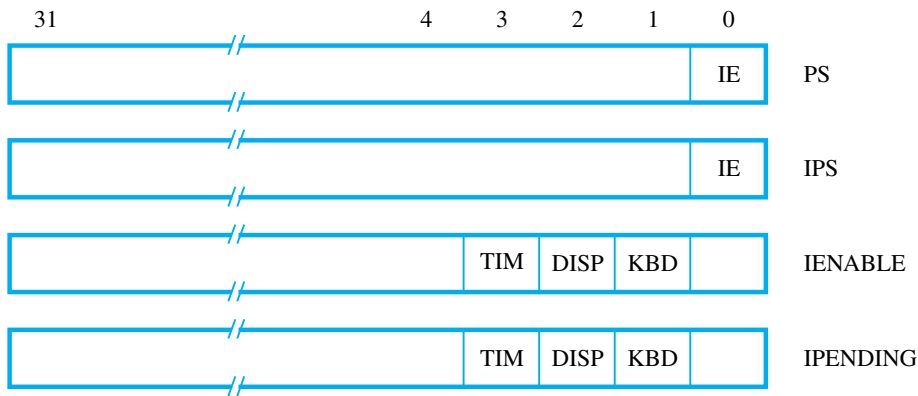 31 4 3 2 1 0
IE PS
IE IPS
TIM DISP KBD IENABLE
TIM DISP KBD IPENDING